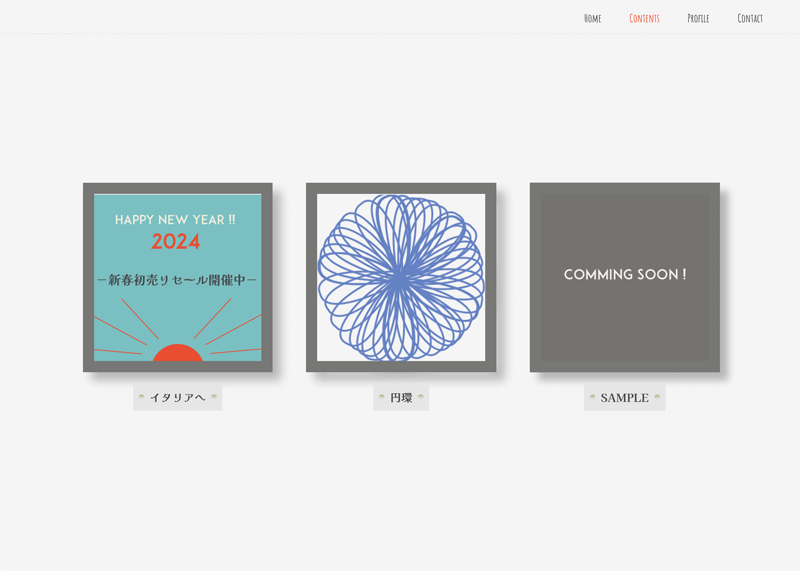 HOME
CONTENTS
PROFILE
CONTACT
HAPPY NEW YEAR !!
2024
—新春初売りセール開催中—
COMMING SOON !
イタリアへ
円環
SAMPLE